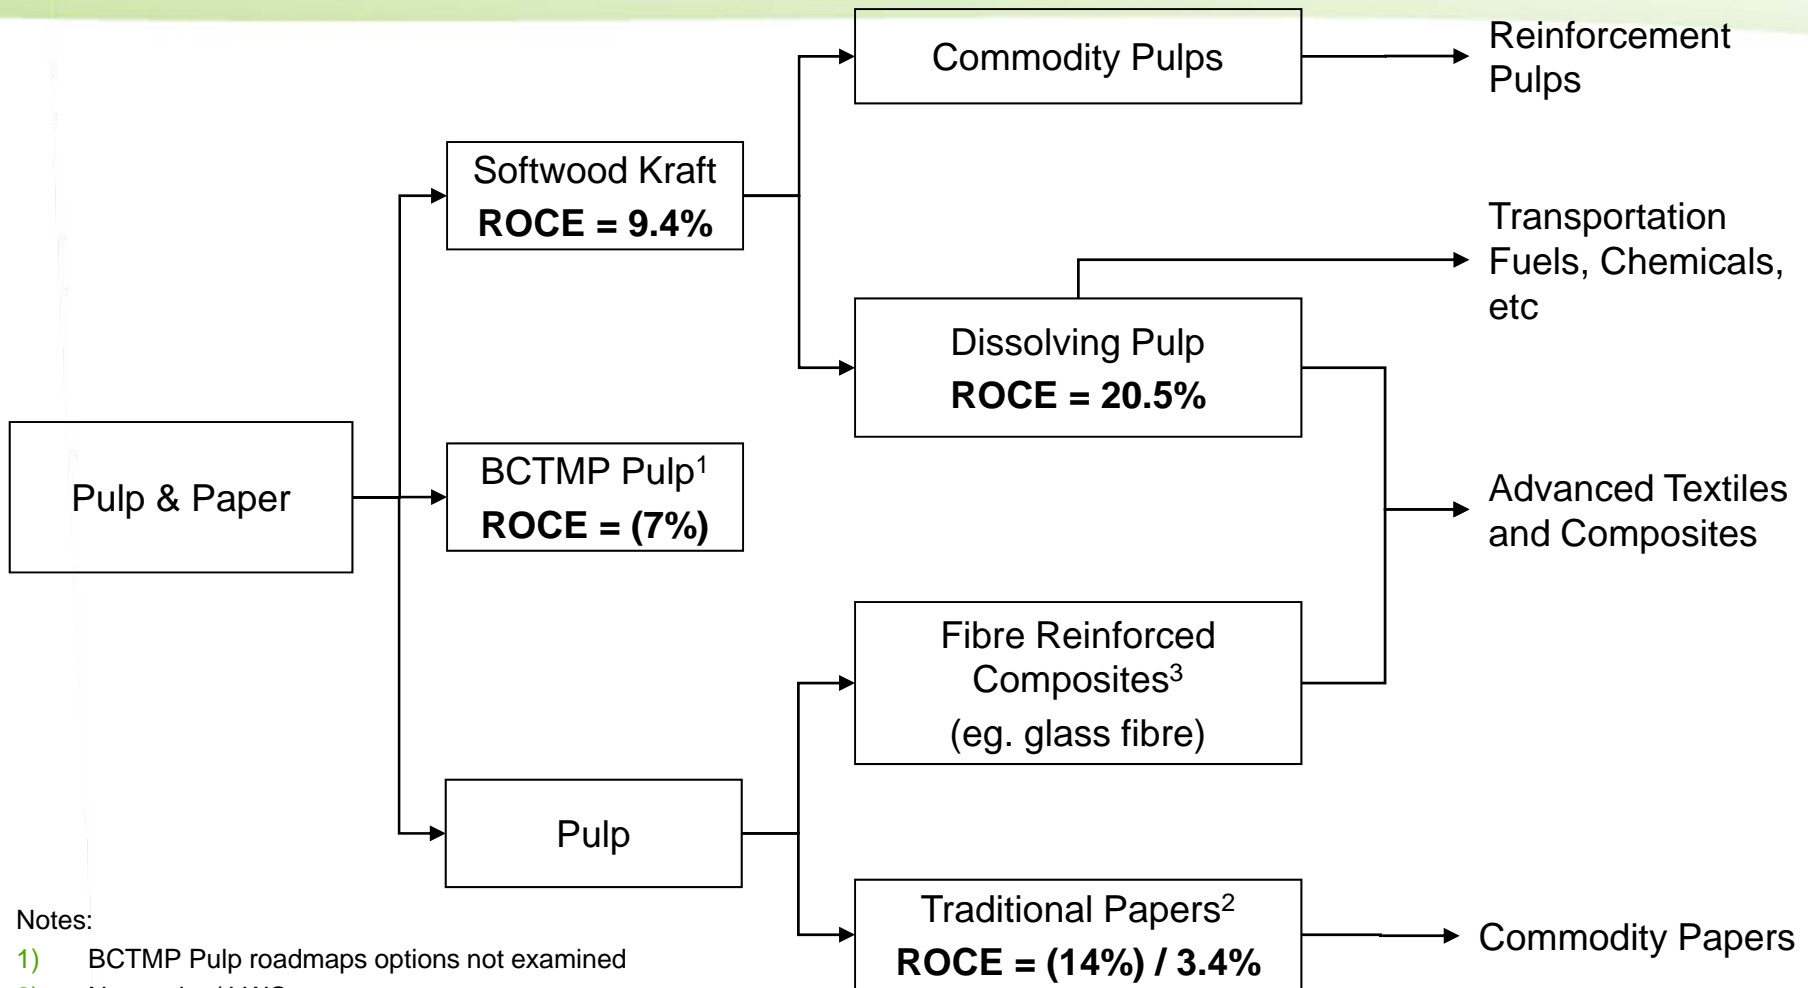 Commodity Pulps
Reinforcement
Pulps
Softwood Kraft
ROCE = 9.4%
Transportation
Fuels, Chemicals,
etc
Dissolving Pulp
ROCE = 20.5%
Pulp & Paper
BCTMP Pulp¹
ROCE = (7%)
Advanced Textiles
and Composites
Fibre Reinforced
Composites³
(eg. glass fibre)
Pulp
Traditional Papers²
ROCE = (14%) / 3.4%
Commodity Papers
Notes:
1) BCTMP Pulp roadmaps options not examined